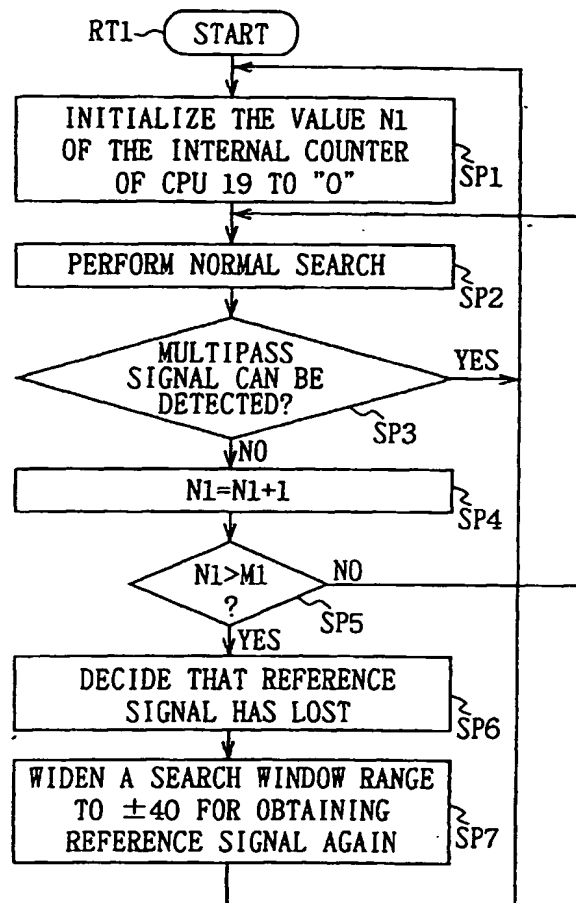 RT1
START
INITIALIZE THE VALUE N1
OF THE INTERNAL COUNTER
OF CPU 19 TO "0"
SP1
PERFORM NORMAL SEARCH
SP2
MULTIPASS
SIGNAL CAN BE
DETECTED?
YES
SP3
NO
N1=N1+1
SP4
N1>M1
?
NO
SP5
YES
DECIDE THAT REFERENCE
SIGNAL HAS LOST
SP6
WIDEN A SEARCH WINDOW RANGE
TO ±40 FOR OBTAINING
REFERENCE SIGNAL AGAIN
SP7